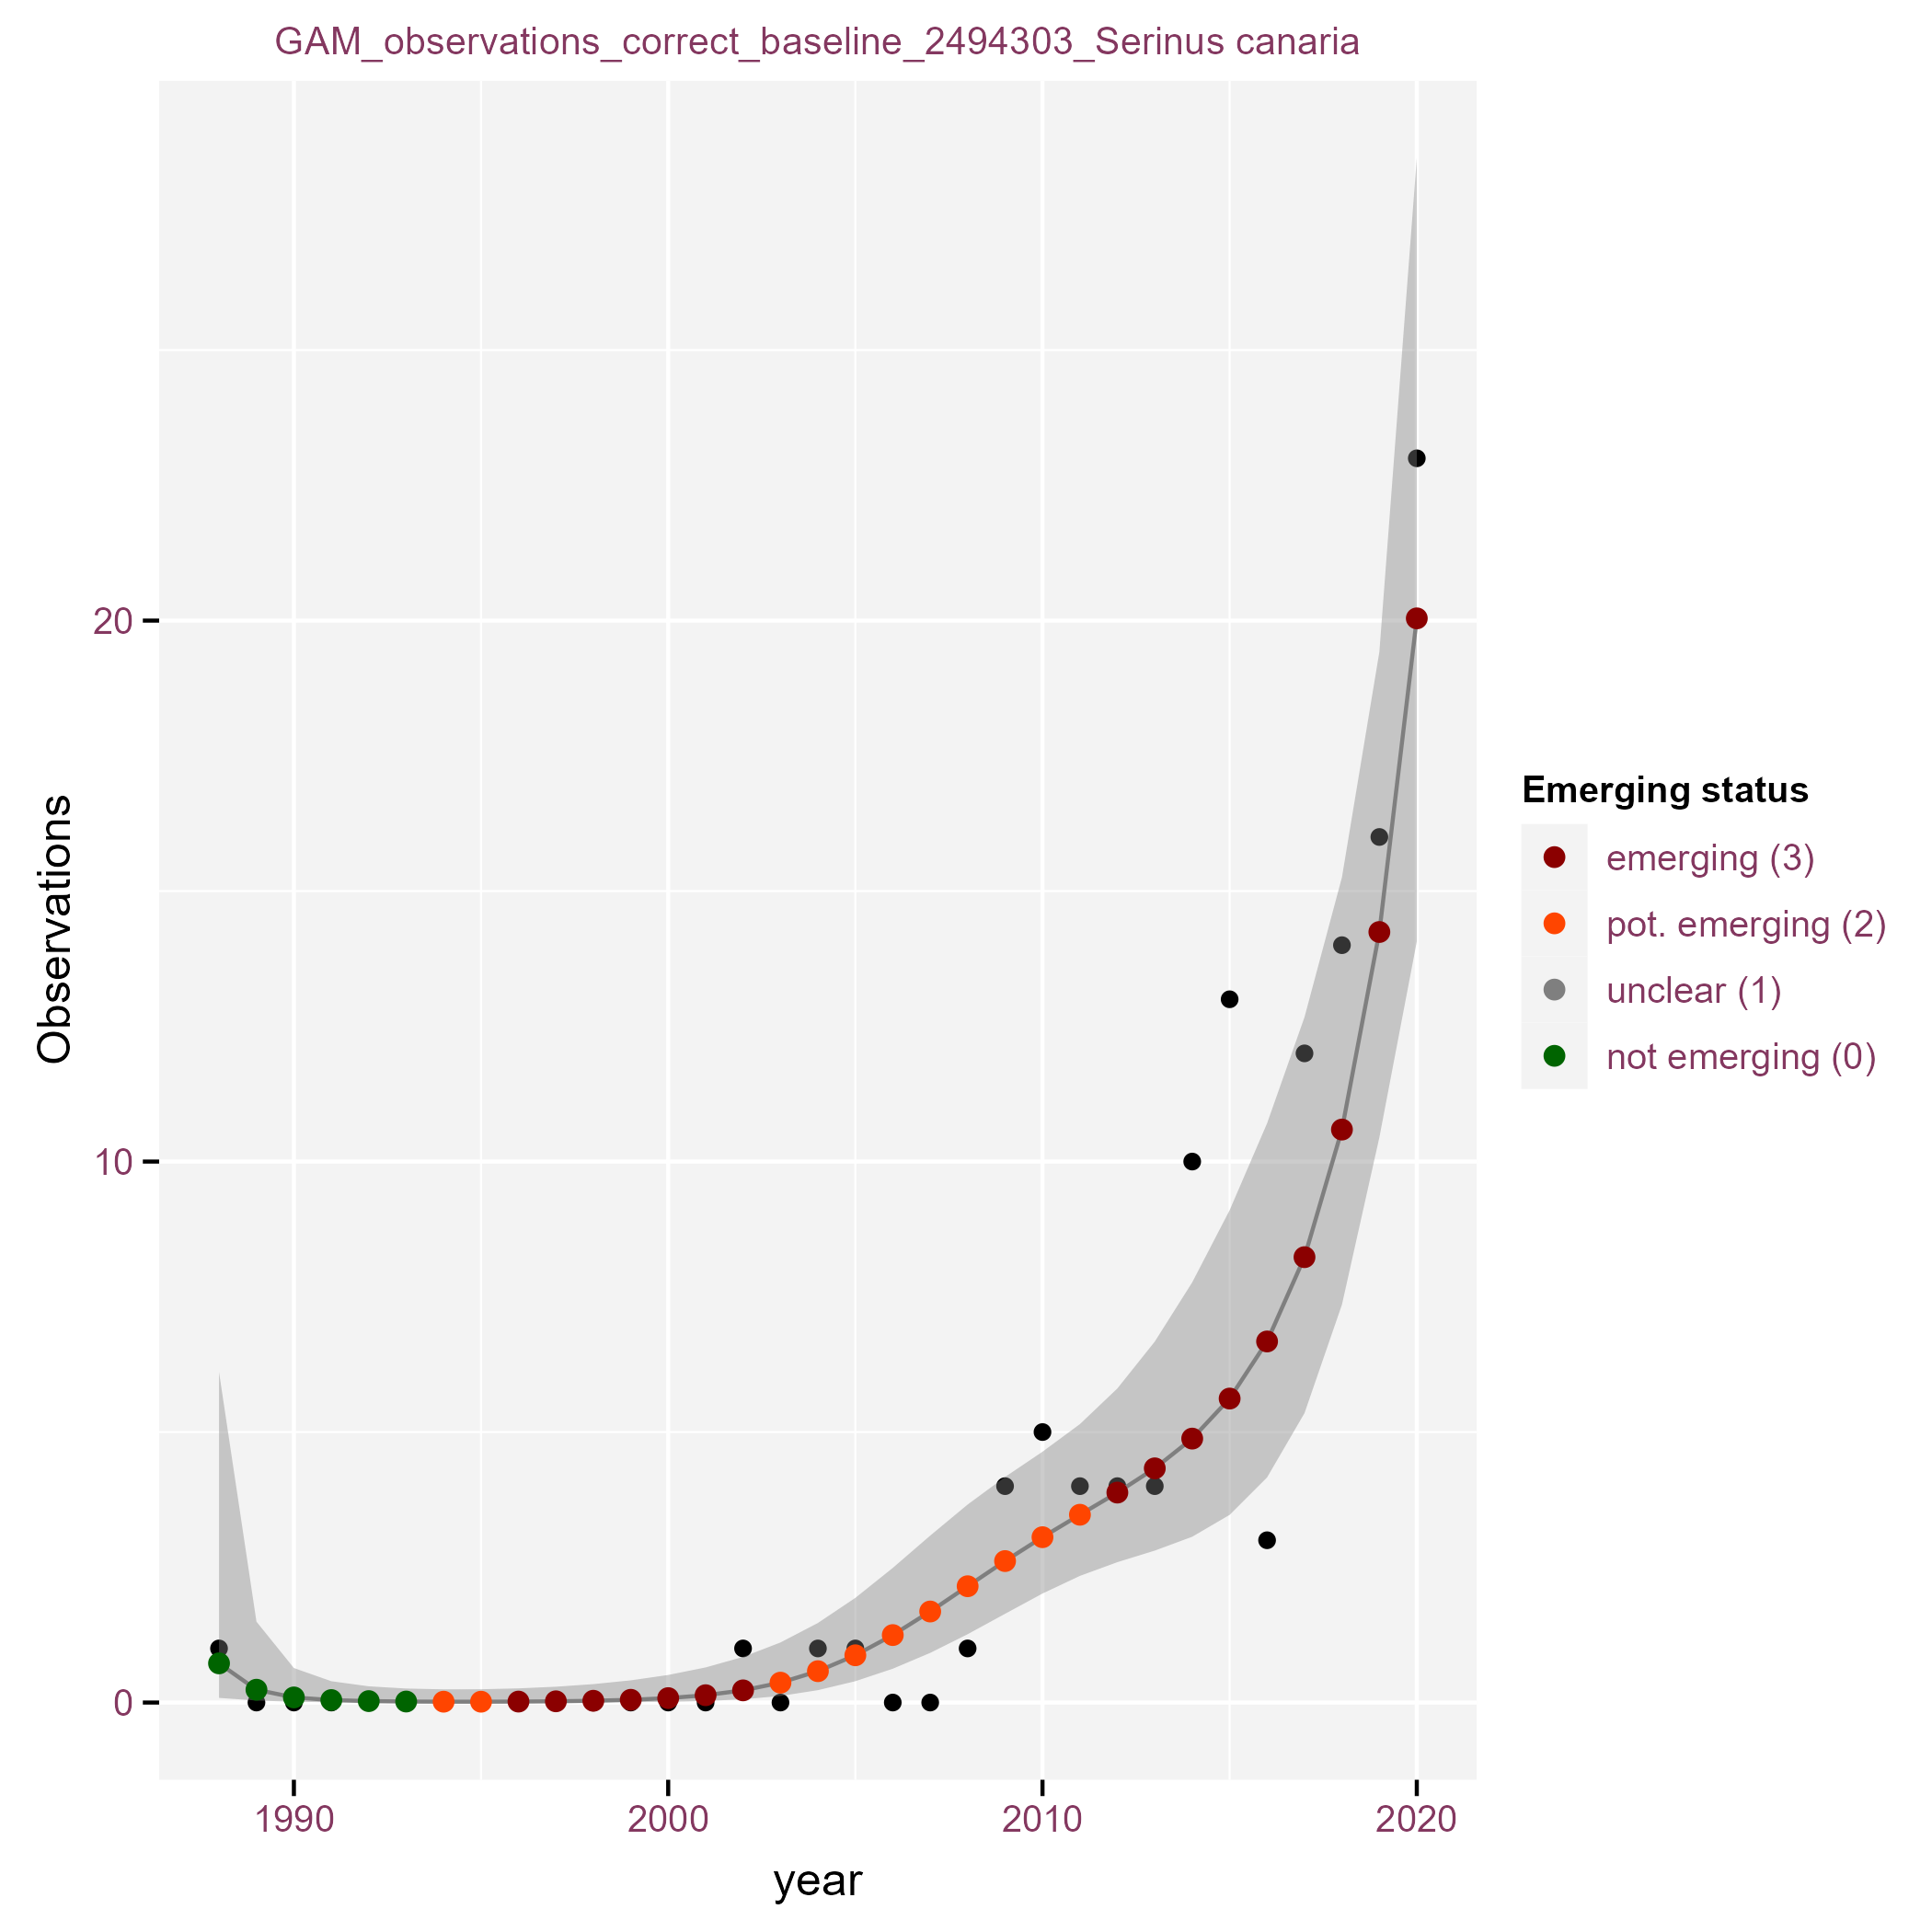 GAM_observations_correct_baseline_2494303_Serinus canaria
Observations
20
10
0
1990
2000
2010
2020
year
Emerging status
emerging (3)
pot. emerging (2)
unclear (1)
not emerging (0)